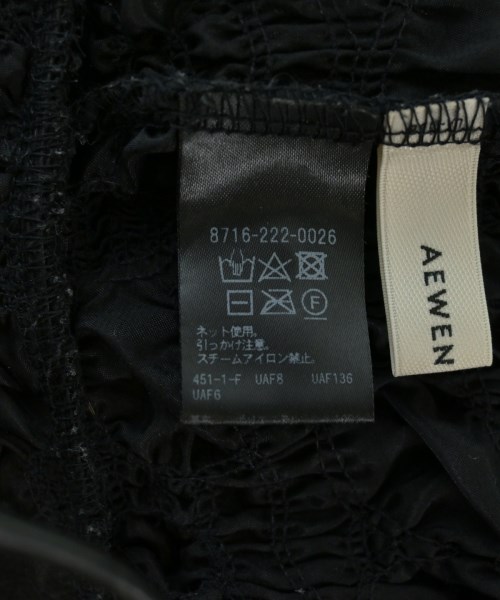 8716-222-0026
F
ネット使用。
引っかけ注意。
スチームアイロン禁止。
451-1-F UAF8 UAF136
UAF6
AEWEN